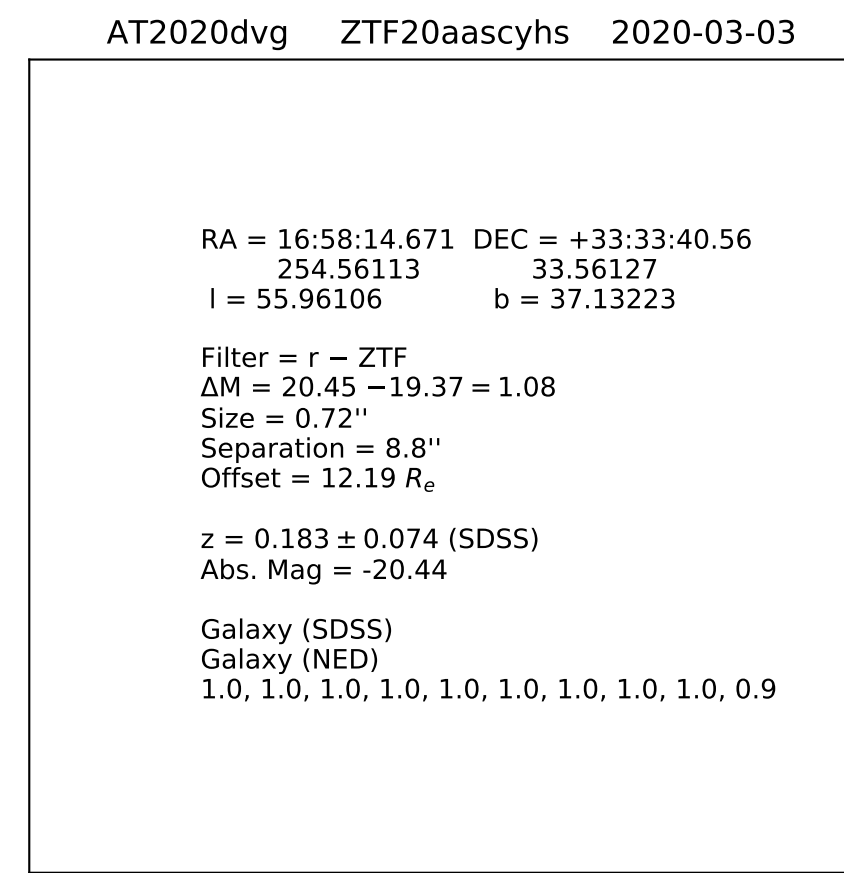 AT2020dvg ZTF20aascyhs 2020-03-03
RA = 16:58:14.671 DEC = +33:33:40.56
254.56113 33.56127
l = 55.96106 b = 37.13223
Filter = r − ZTF
ΔM = 20.45 −19.37 = 1.08
Size = 0.72''
Separation = 8.8''
Offset = 12.19 Re
z = 0.183 ± 0.074 (SDSS)
Abs. Mag = -20.44
Galaxy (SDSS)
Galaxy (NED)
1.0, 1.0, 1.0, 1.0, 1.0, 1.0, 1.0, 1.0, 1.0, 0.9